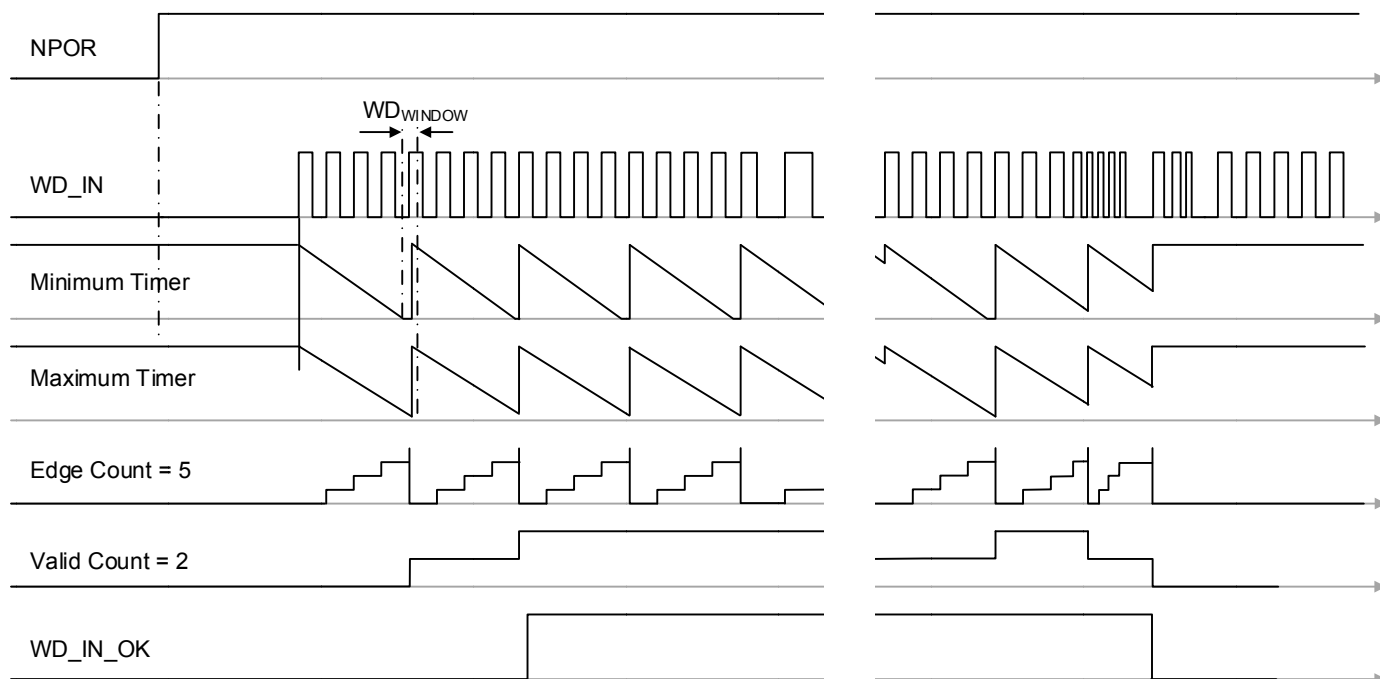 NPOR
WDWINDOW
WD_IN
Minimum Timer
Maximum Timer
Edge Count = 5
Valid Count = 2
WD_IN_OK